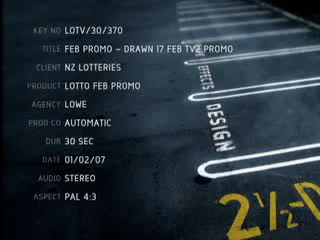 KEY NO LOTV/30/370
TITLE FEB PROMO – DRAWN 17 FEB TV2 PROMO
CLIENT NZ LOTTERIES
PRODUCT LOTTO FEB PROMO
AGENCY LOWE
PROD CO AUTOMATIC
DUR 30 SEC
DATE 01/02/07
AUDIO STEREO
ASPECT PAL 4:3
EFFECTS
DESIGN
2½-D